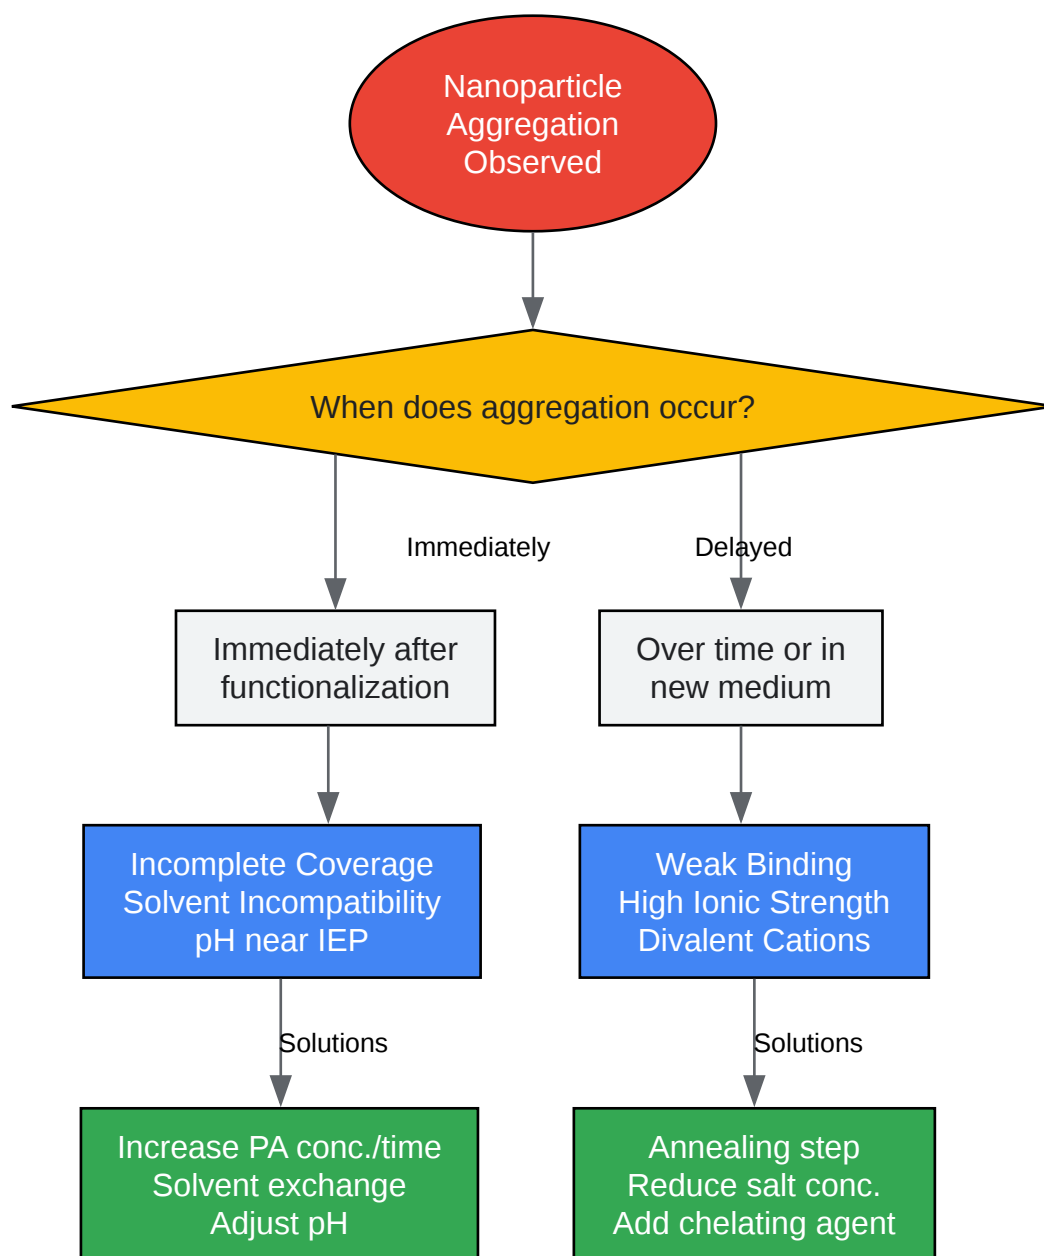 Nanoparticle
Aggregation
Observed
When does aggregation occur?
Immediately
Delayed
Immediately after
functionalization
Over time or in
new medium
Incomplete Coverage
Solvent Incompatibility
pH near IEP
Weak Binding
High Ionic Strength
Divalent Cations
Solutions
Solutions
Increase PA conc./time
Solvent exchange
Adjust pH
Annealing step
Reduce salt conc.
Add chelating agent